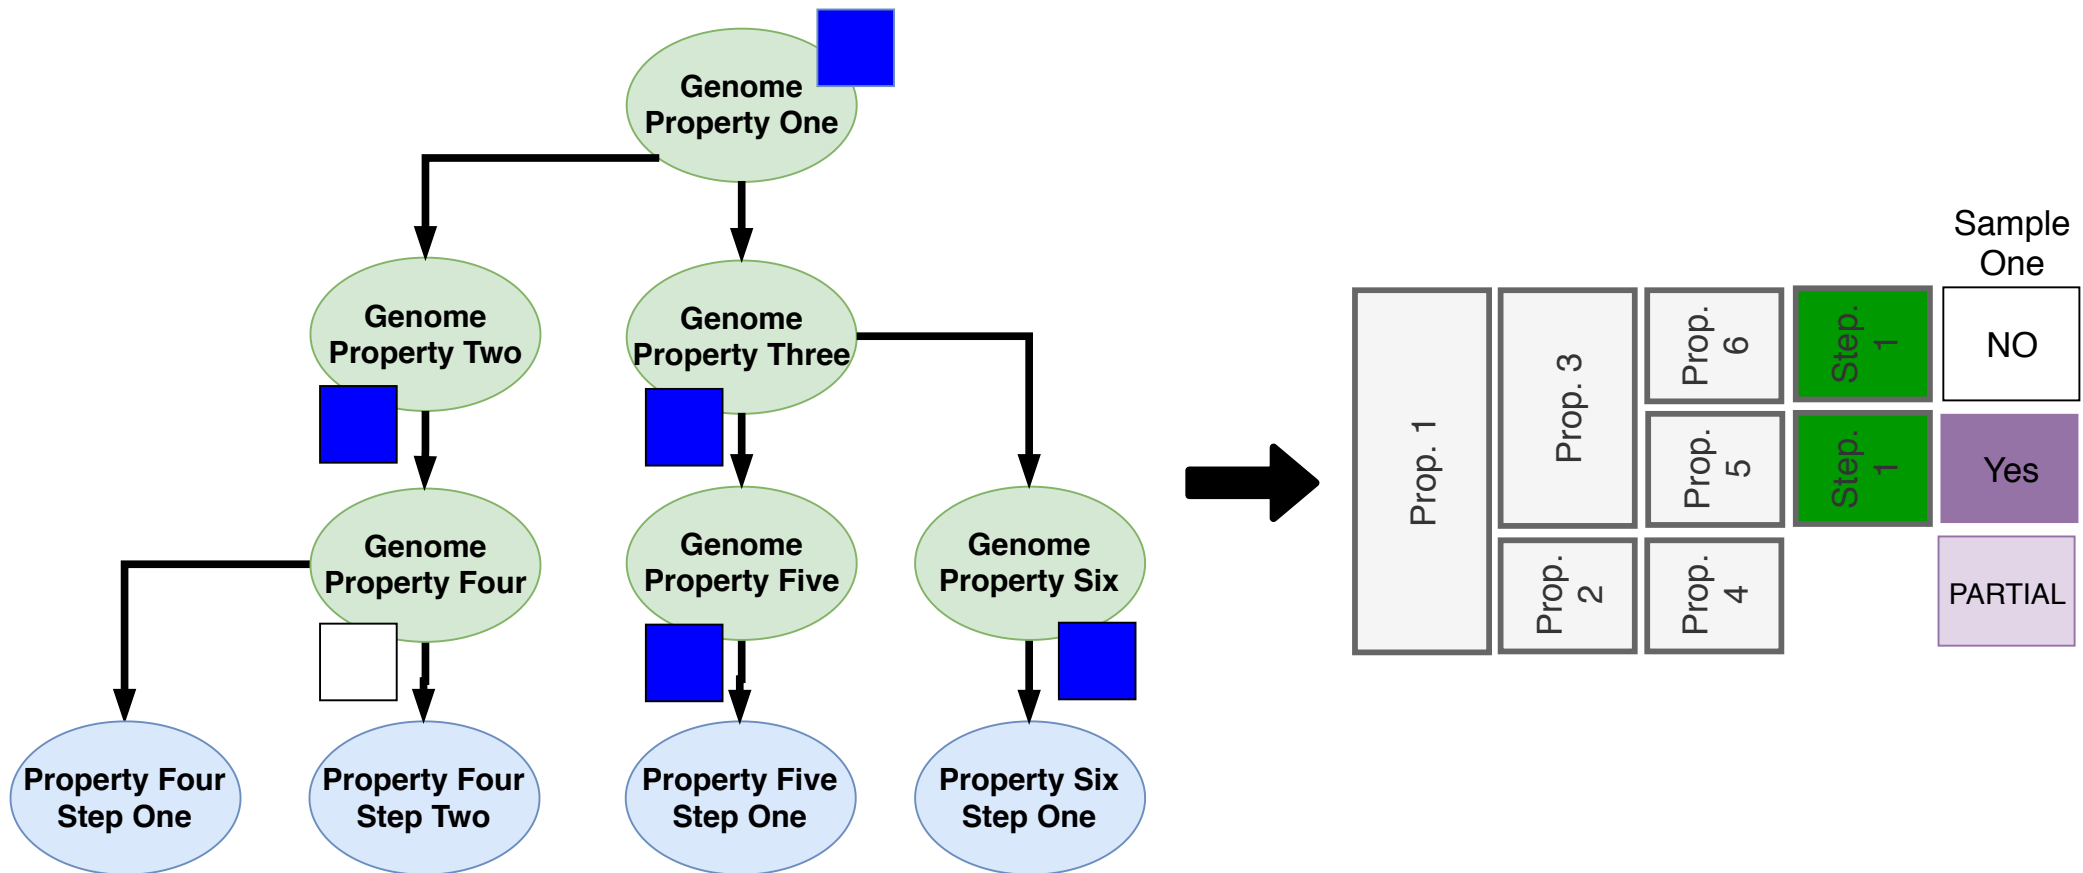 Genome
Property One
Genome
Property Two
Genome
Property Three
Genome
Property Four
Genome
Property Five
Genome
Property Six
Property Four
Step One
Property Four
Step Two
Property Five
Step One
Property Six
Step One
Sample
One
Prop. 1
Prop. 3
Prop.
6
Step.
1
NO
Prop.
5
Step.
1
Yes
Prop.
2
Prop.
4
PARTIAL